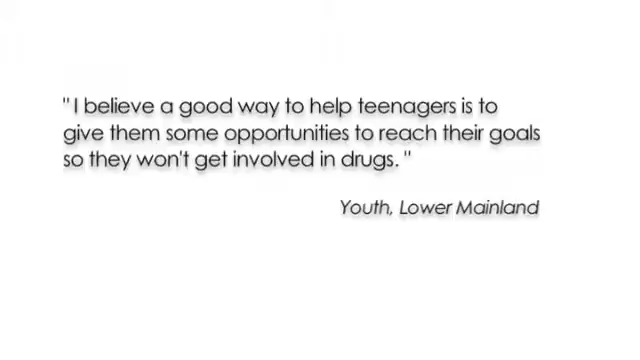 " I believe a good way to help teenagers is to
give them some opportunities to reach their goals
so they won't get involved in drugs. "
Youth, Lower Mainland